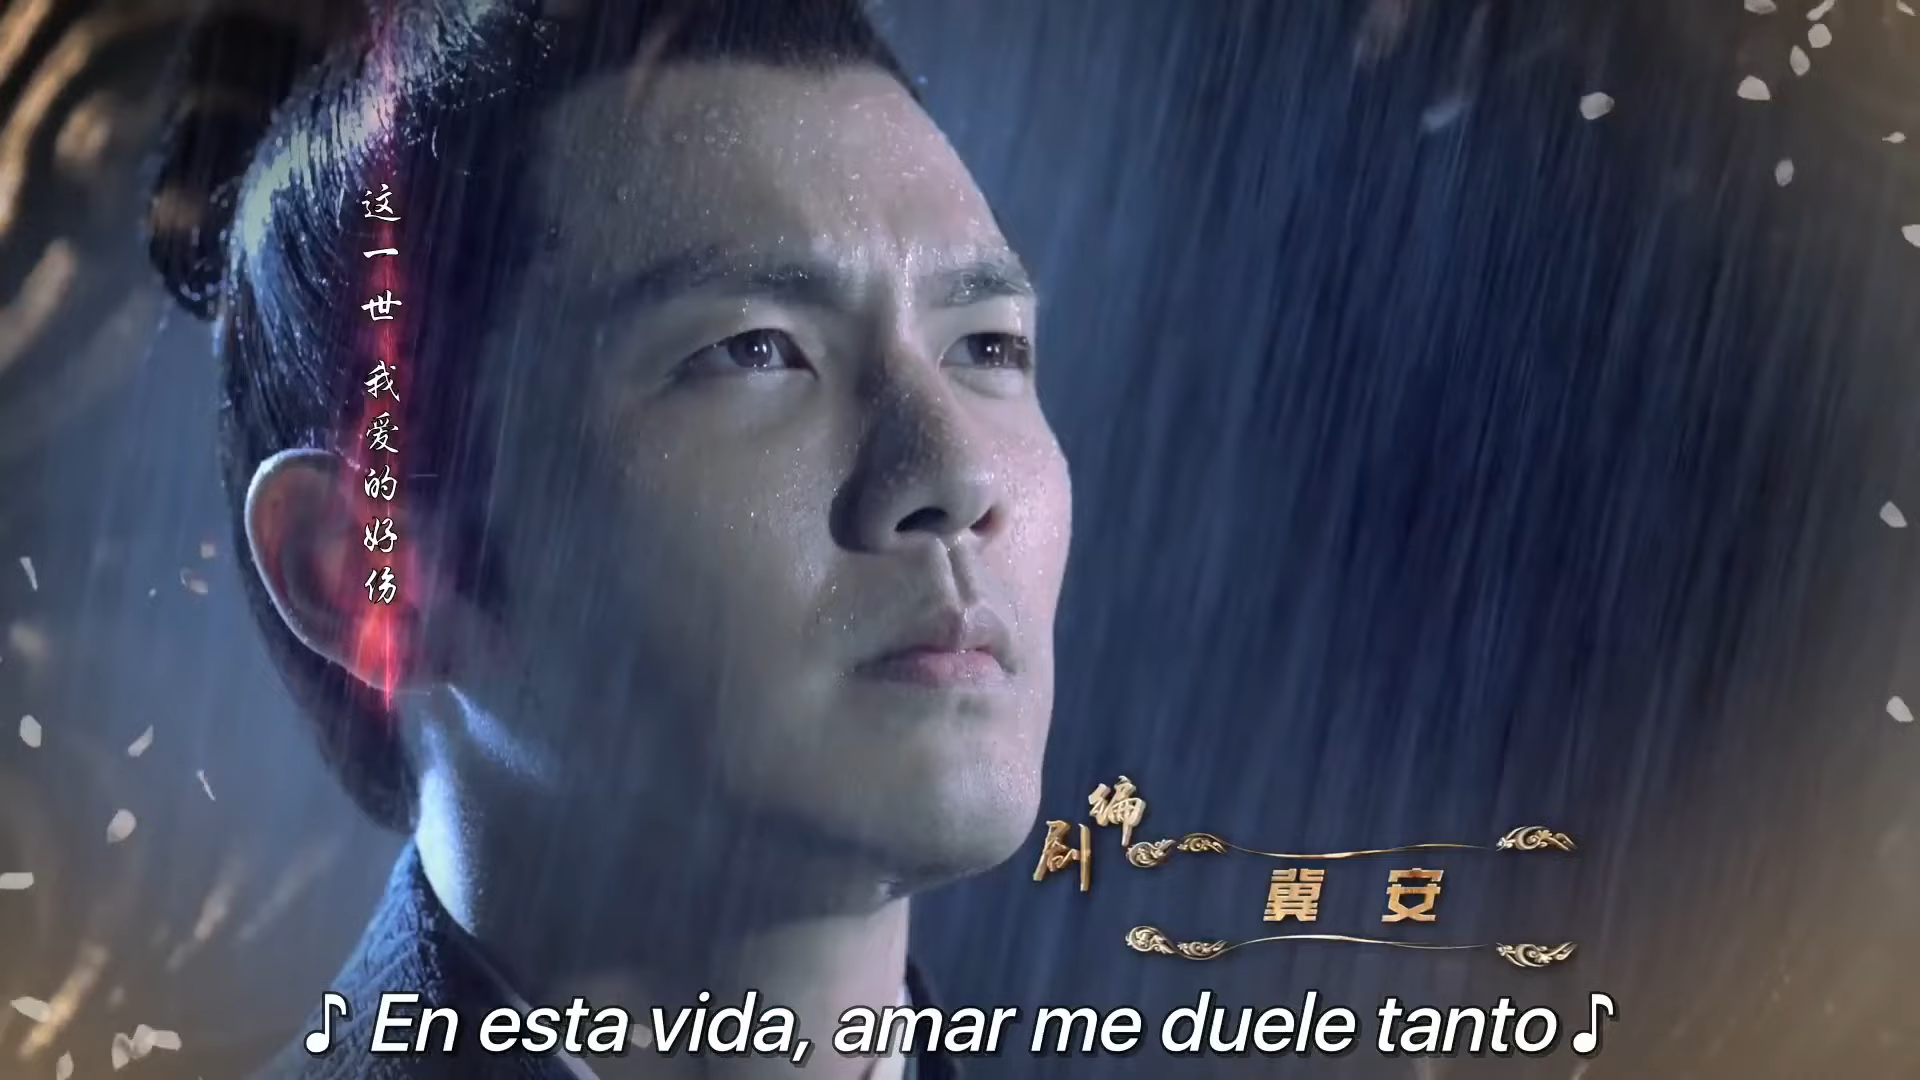 这一世 我爱的好伤
编剧
冀 安
♪ En esta vida, amar me duele tanto ♪